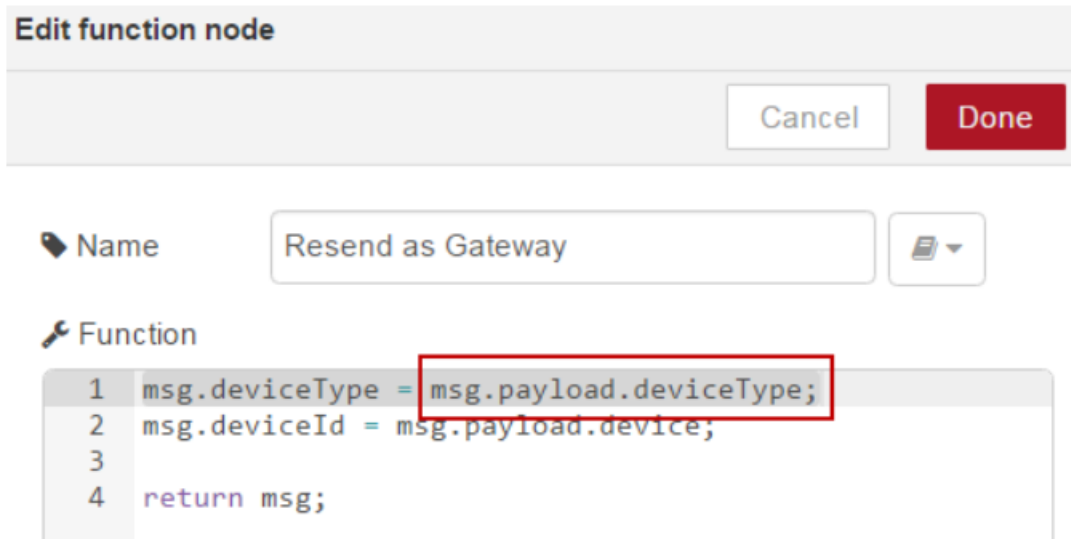 Edit function node
Cancel Done
Name Resend as Gateway
Function
1 msg.deviceType = msg.payload.deviceType;
2 msg.deviceId = msg.payload.device;
3
4 return msg;